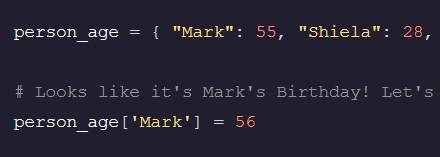 person_age = { "Mark": 55, "Shiela": 28,
# Looks like it's Mark's Birthday! Let's
person_age['Mark'] = 56